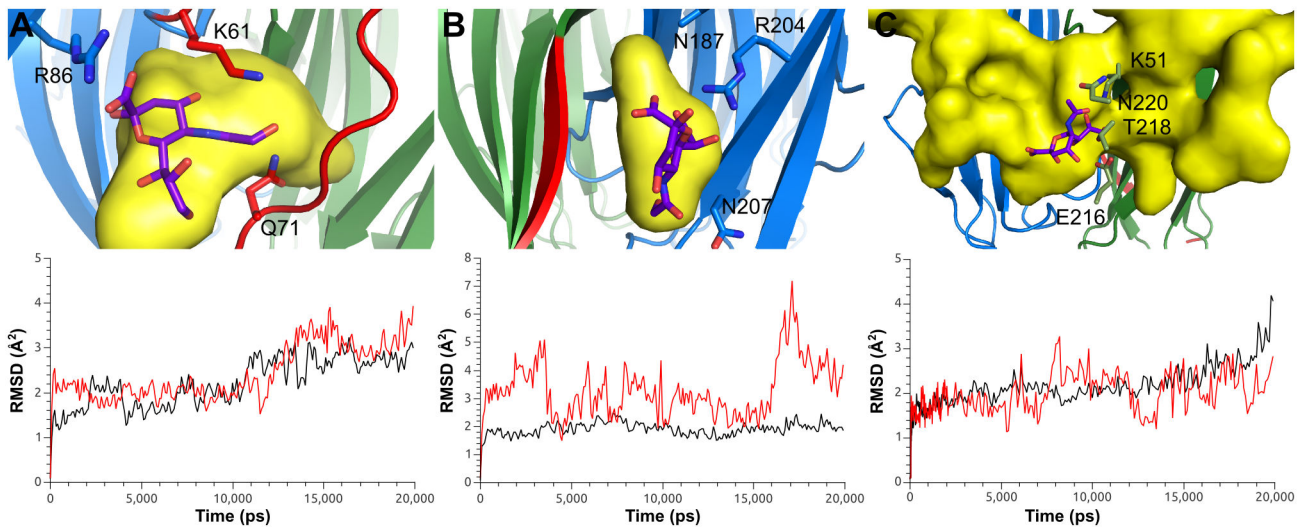 A
K61
R86
Q71
B
N187
R204
N207
C
K51
N220
T218
E216
5
4
3
2
1
0
RMSD (Å²)
0 5,000 10,000 15,000 20,000
Time (ps)
8
7
6
5
4
3
2
1
0
RMSD (Å²)
0 5,000 10,000 15,000 20,000
Time (ps)
5
4
3
2
1
0
RMSD (Å²)
0 5,000 10,000 15,000 20,000
Time (ps)